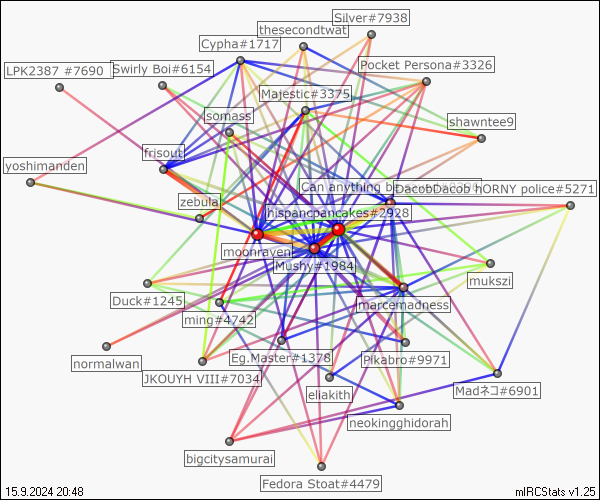 Silver#7938
thesecondtwat
Cypha#1717
Pocket Persona#3326
LPK2387 #7690
Swirly Boi#6154
Majestic#3375
somass
shawntee9
frisout
yoshimanden
Can anything b
DacobDacob hORNY police#5271
zebula
hispancpancakes#2928
moonraven
Mushy#1984
mukszi
Duck#1245
marcemadness
ming#4742
Eg.Master#1378
Pikabro#9971
normalwan
JKOUYH VIII#7034
eliakith
Madネコ#6901
neokingghidorah
bigcitysamurai
Fedora Stoat#4479
15.9.2024 20:48
mIRCStats v1.25